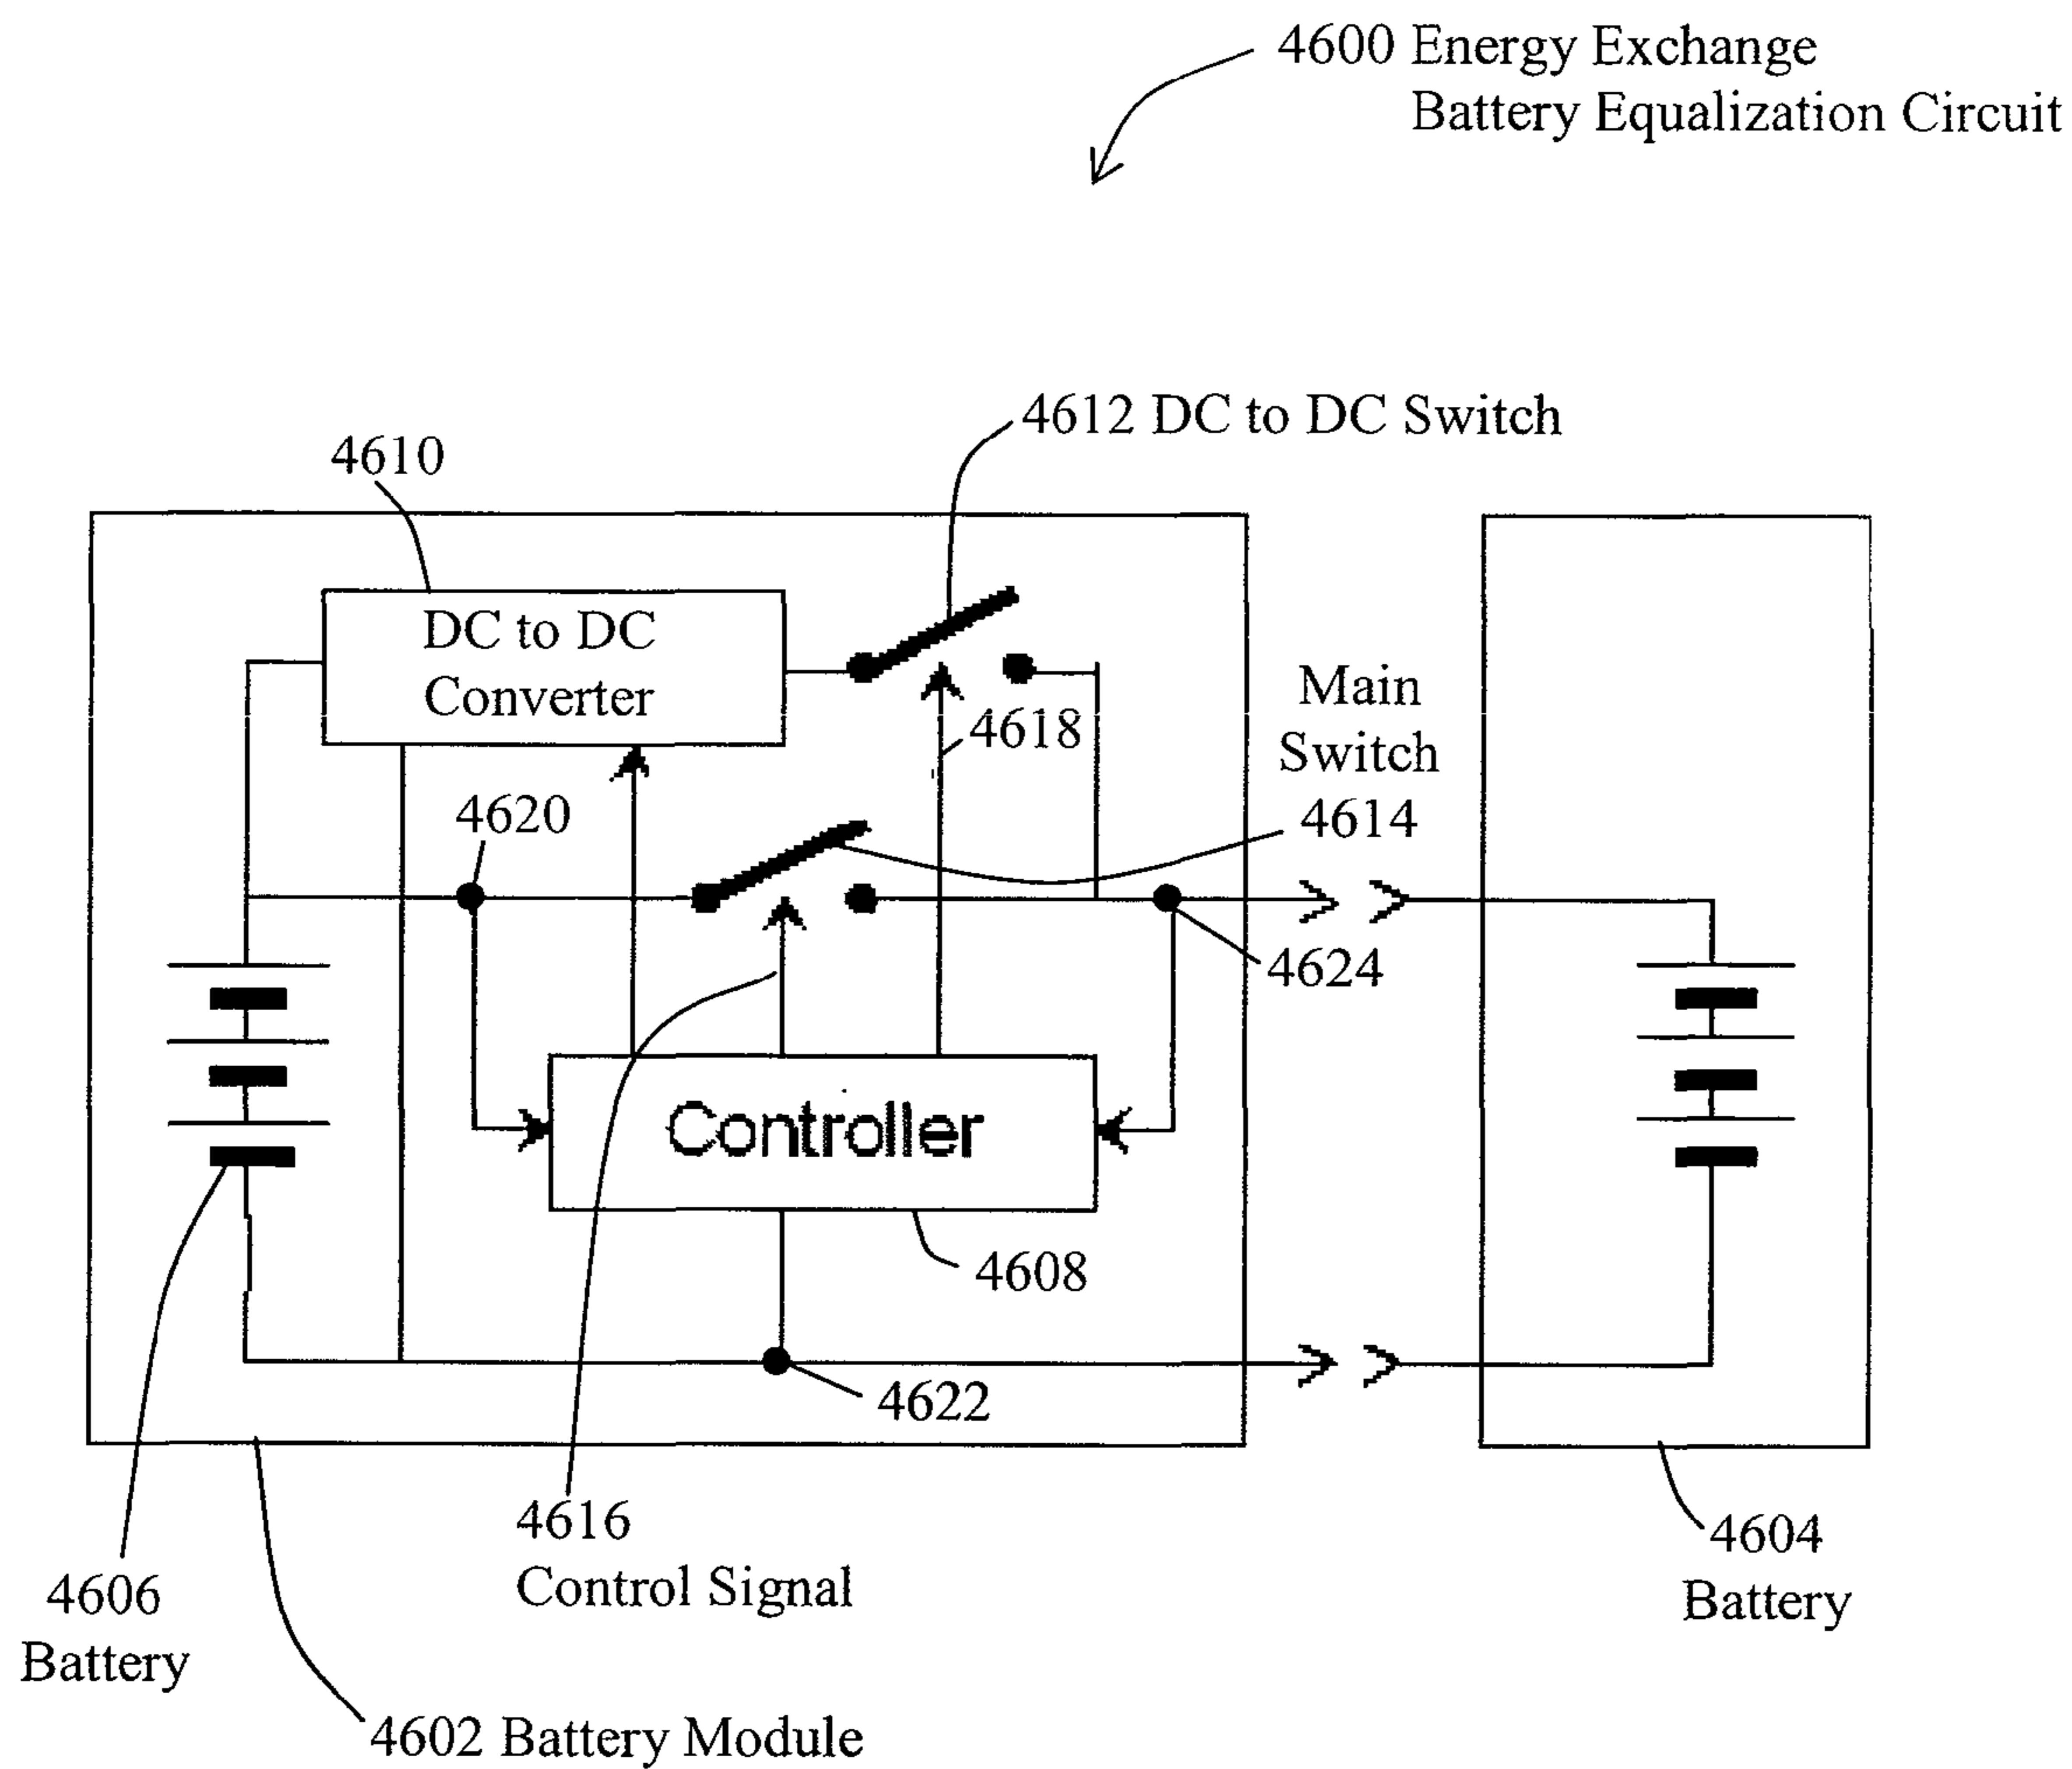 4600 Energy Exchange
Battery Equalization Circuit
4612 DC to DC Switch
4610
DC to DC
Converter
4618
Main
Switch
4614
4620
4624
Controller
4608
4622
4616
Control Signal
4604
Battery
4606
Battery
4602 Battery Module